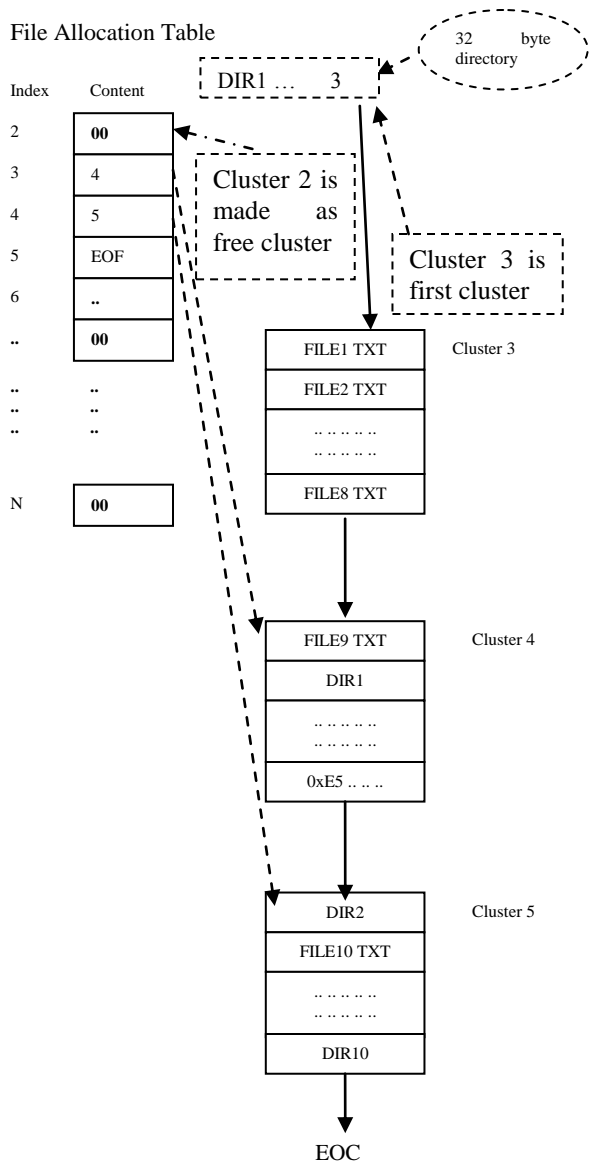 File Allocation Table
32 byte
directory
DIR1 … 3
Index Content
2 00
3 4
4 5
5 EOF
6 ..
.. 00
.. ..
.. ..
.. ..
N 00
Cluster 2 is
made as
free cluster
Cluster 3 is
first cluster
FILE1 TXT Cluster 3
FILE2 TXT
.. .. .. .. ..
.. .. .. .. ..
FILE8 TXT
FILE9 TXT Cluster 4
DIR1
.. .. .. .. ..
.. .. .. .. ..
0xE5 .. .. ..
DIR2 Cluster 5
FILE10 TXT
.. .. .. .. ..
.. .. .. .. ..
DIR10
EOC